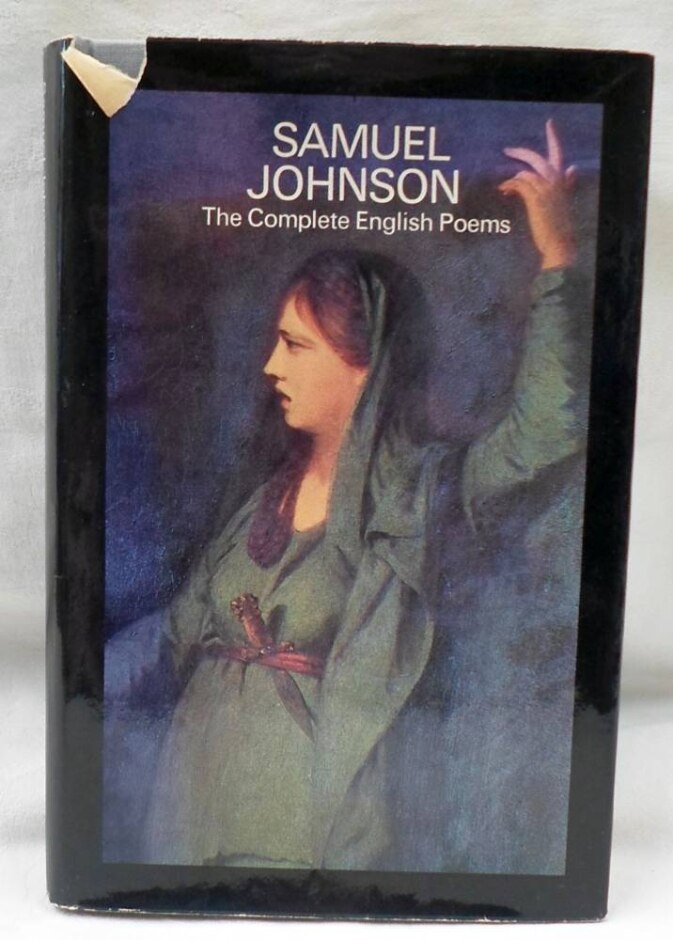 SAMUEL
JOHNSON
The Complete English Poems